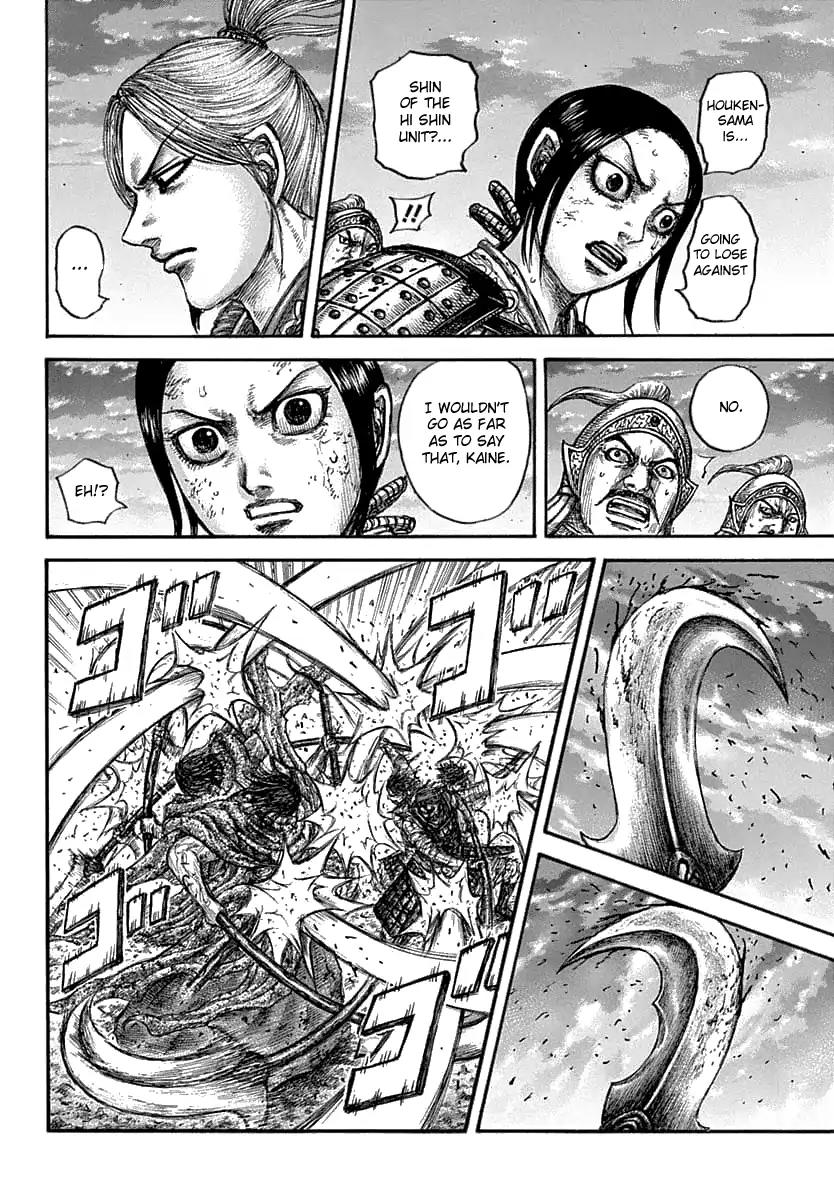 HOUKEN-
SAMA
IS...
GOING
TO LOSE
AGAINST
SHIN
OF THE
HI SHIN
UNIT?...
!!
...
NO.
I WOULDN'T
GO AS FAR
AS TO SAY
THAT, KAINE.
EH!?
ゴ
ゴ
ゴ
ゴ